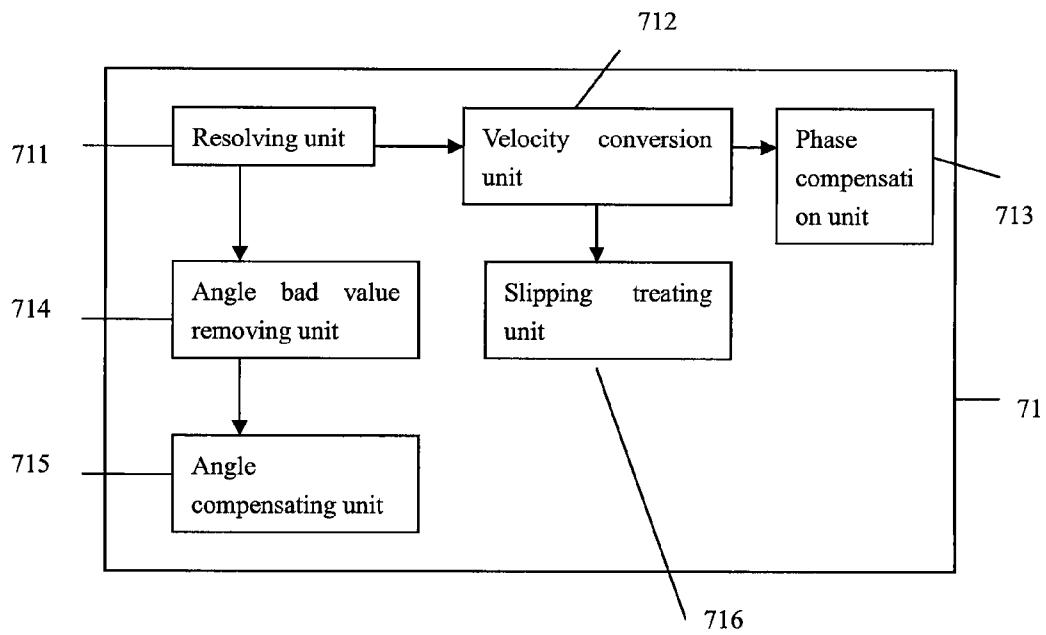 712
711
Resolving unit
Velocity conversion
unit
Phase
compensati
on unit
713
714
Angle bad value
removing unit
Slipping treating
unit
71
715
Angle
compensating unit
716